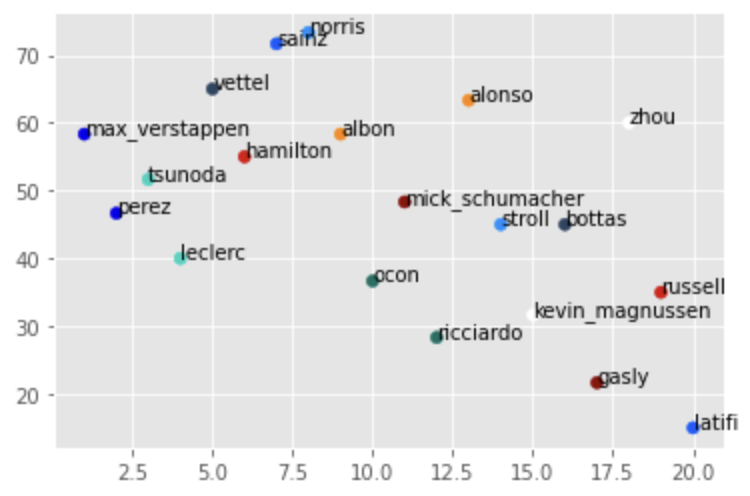 norris
sainz
70
vettel
alonso
zhou
60
max_verstappen
albon
hamilton
tsunoda
50
perez
mick_schumacher
stroll
bottas
leclerc
40
ocon
russell
kevin_magnussen
30
ricciardo
gasly
20
latifi
2.5 5.0 7.5 10.0 12.5 15.0 17.5 20.0